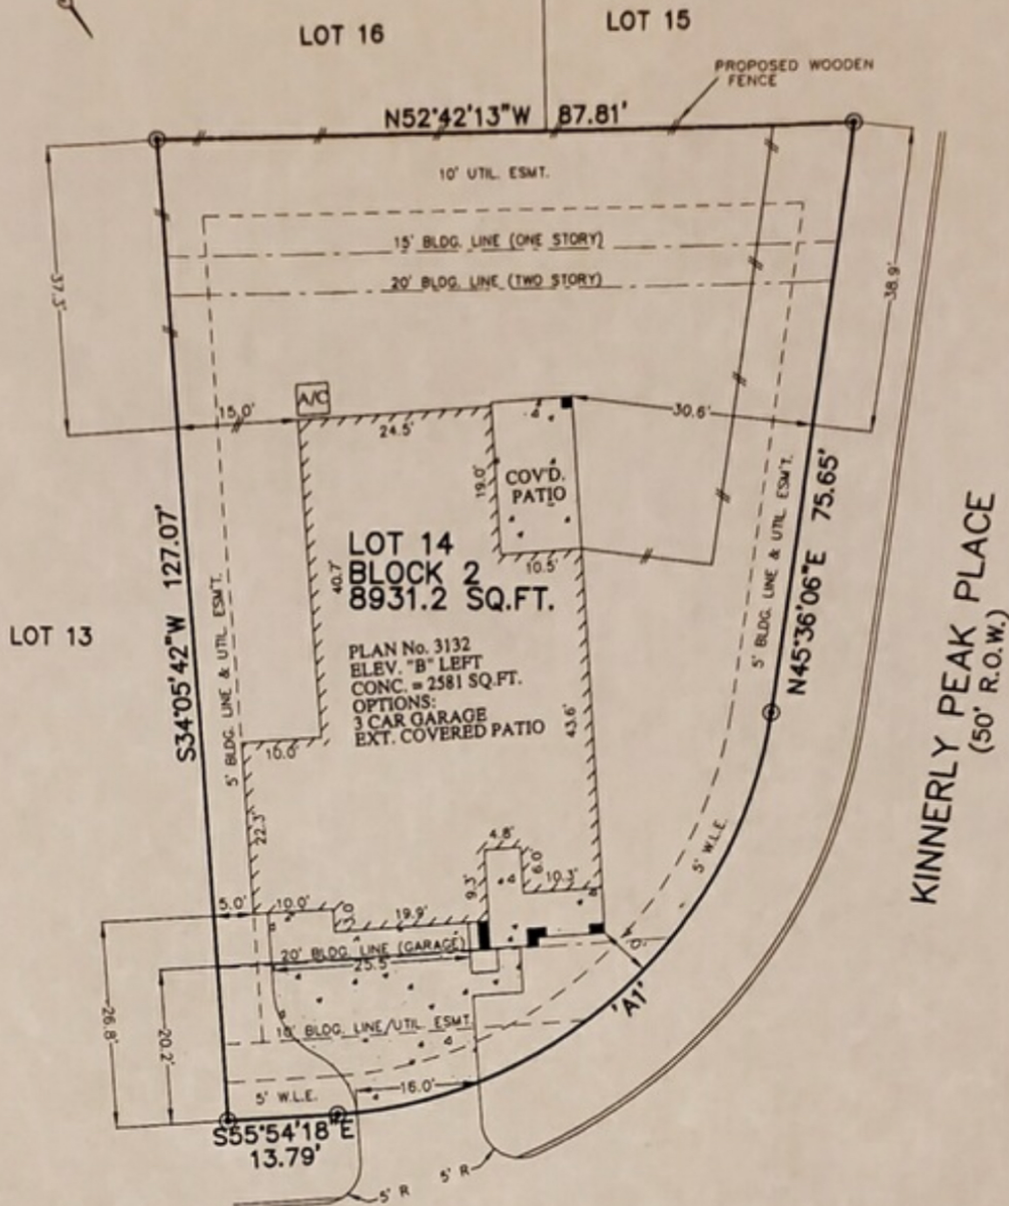 LOT 16
LOT 15
PROPOSED WOODEN
FENCE
N52°42'13"W 87.81'
10' UTIL. ESMT.
15' BLDG. LINE (ONE STORY)
20' BLDG. LINE (TWO STORY)
37.3'
38.9'
A/C
15.0'
24.5'
30.6'
19.0'
COV'D.
PATIO
10.5'
LOT 14
BLOCK 2
8931.2 SQ.FT.
40.7'
PLAN No. 3132
ELEV. "B" LEFT
CONC. = 2581 SQ.FT.
OPTIONS:
3 CAR GARAGE
EXT. COVERED PATIO
43.6'
LOT 13
S34°05'42"W 127.07'
5' BLDG. LINE & UTIL. ESM'T.
5' BLDG. LINE & UTIL. ESM'T.
N45°36'06"E 75.65'
KINNERLY PEAK PLACE
(50' R.O.W.)
10.0'
22.3'
4.8'
6.0'
9.3'
10.3'
5' W.L.E.
5.0'
10.0'
19.9'
20' BLDG. LINE (GARAGE)
25.5'
26.8'
20.2'
'A1'
10' BLDG. LINE/UTIL. ESMT.
16.0'
5' W.L.E.
S55°54'18"E
13.79'
5' R
5' R